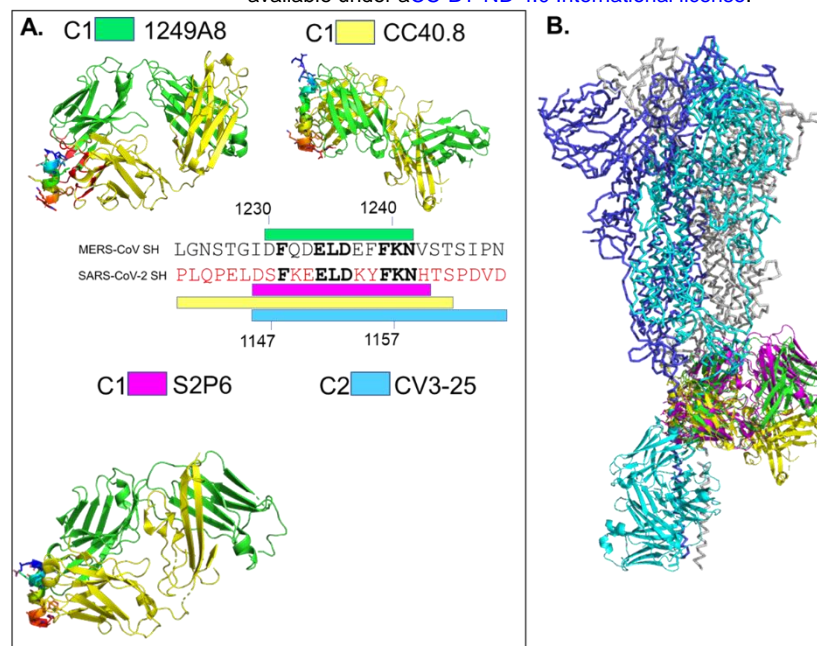 available under aCC-BY-ND 4.0 International license.
A.
C1 1249A8
C1 CC40.8
B.
1230 1240
MERS-CoV SH LGNSTGIDFQDELDEFFKNVSTSIPN
SARS-CoV-2 SH PLQPELDSFKEELDKYFKNHTSPDVD
1147 1157
C1 S2P6
C2 CV3-25